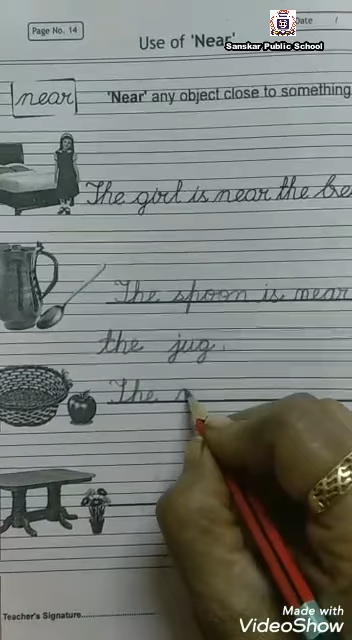 Page No. 14
Date /
Sanskar Public School
Use of 'Near'
near
'Near' any object close to something
The girl is near the be
The spoon is near
the jug.
The
Teacher's Signature
Made with
VideoShow